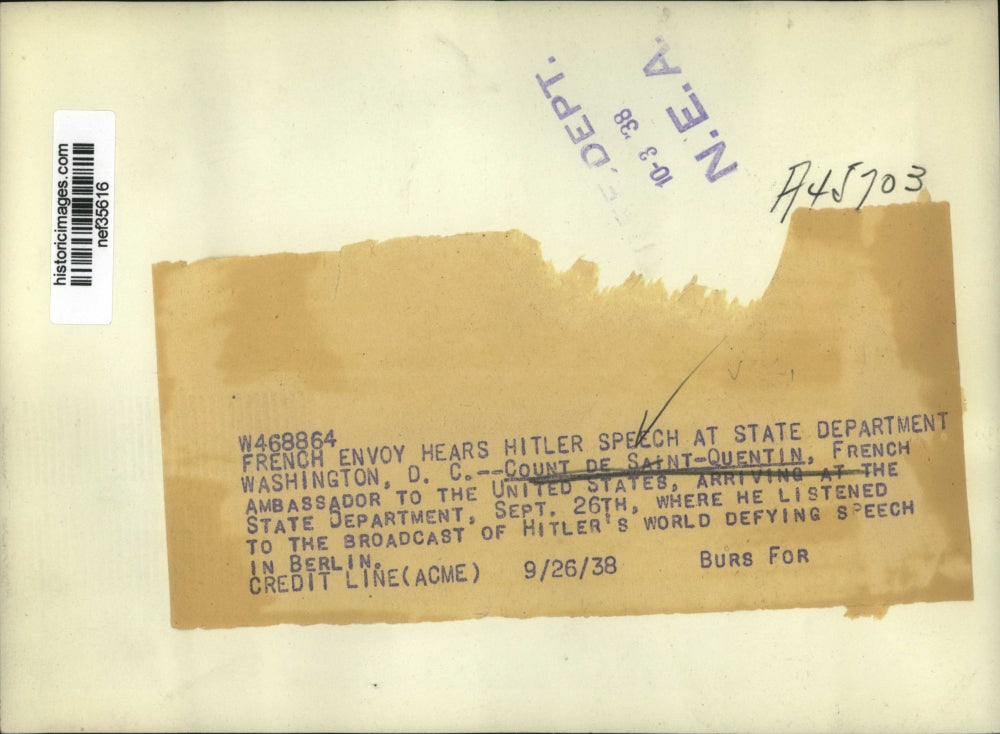 historicimages.com
nef35616
DEPT.
10-3 '38
N.E.A.
A45703
W468864
FRENCH ENVOY HEARS HITLER SPEECH AT STATE DEPARTMENT
WASHINGTON, D. C.--COUNT DE SAINT-QUENTIN, FRENCH
AMBASSADOR TO THE UNITED STATES, ARRIVING AT THE
STATE DEPARTMENT, SEPT. 26TH, WHERE HE LISTENED
TO THE BROADCAST OF HITLER'S WORLD DEFYING SPEECH
IN BERLIN.
CREDIT LINE(ACME) 9/26/38 BURS FOR